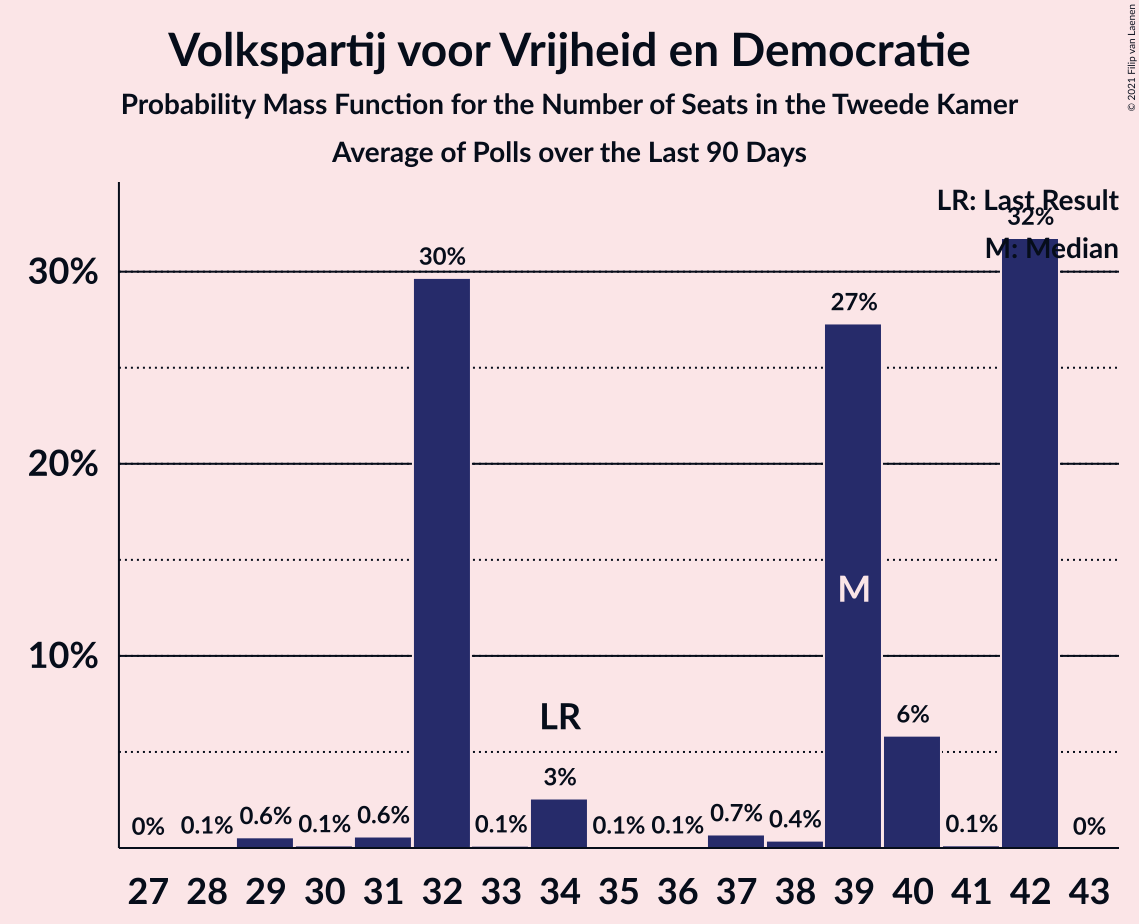 Volkspartij voor Vrijheid en Democratie
Probability Mass Function for the Number of Seats in the Tweede Kamer
Average of Polls over the Last 90 Days
© 2021 Filip van Laenen
LR: Last Result
M: Median
30%
20%
10%
0%
0.1%
0.6%
0.1%
0.6%
30%
0.1%
3%
LR
0.1%
0.1%
0.7%
0.4%
27%
M
6%
0.1%
32%
0%
27 28 29 30 31 32 33 34 35 36 37 38 39 40 41 42 43